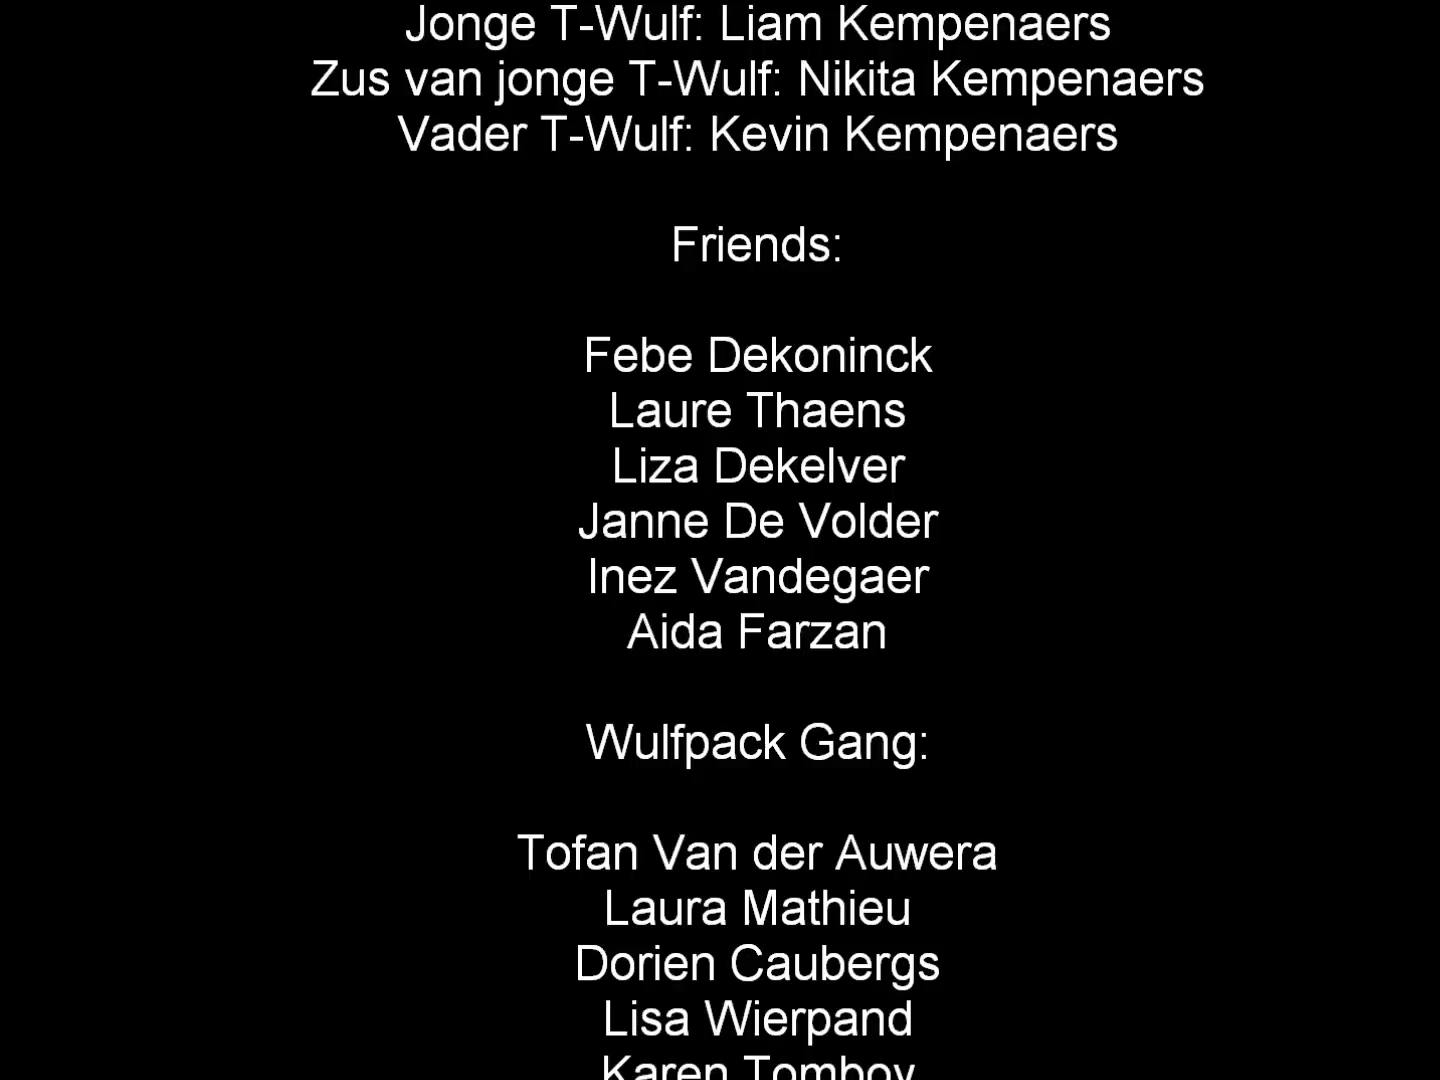 Jonge T-Wulf: Liam Kempenaers
Zus van jonge T-Wulf: Nikita Kempenaers
Vader T-Wulf: Kevin Kempenaers
Friends:
Febe Dekoninck
Laure Thaens
Liza Dekelver
Janne De Volder
Inez Vandegaer
Aida Farzan
Wulfpack Gang:
Tofan Van der Auwera
Laura Mathieu
Dorien Caubergs
Lisa Wierpand
Karen Tomboy